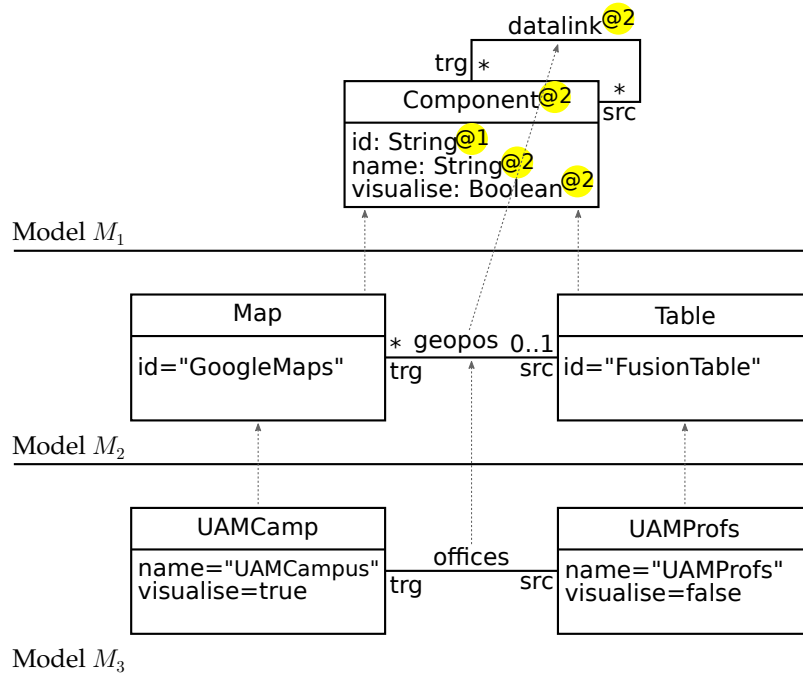 datalink@2
trg *
*
src
Component@2
id: String@1
name: String@2
visualise: Boolean@2
Model M1
Map
* geopos 0..1
trg src
Table
id="GoogleMaps"
id="FusionTable"
Model M2
UAMCamp
offices
trg src
UAMProfs
name="UAMCampus"
visualise=true
name="UAMProfs"
visualise=false
Model M3